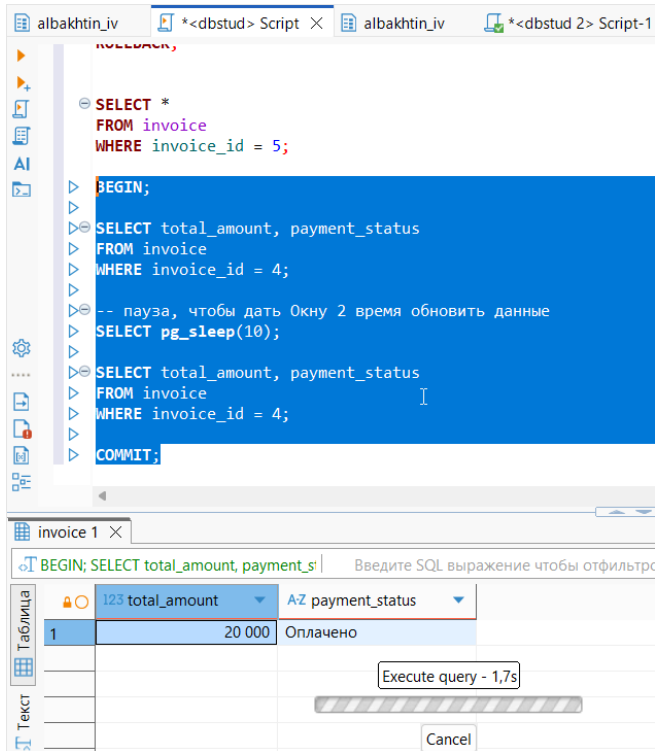 albakhtin_iv
*<dbstud> Script
albakhtin_iv
*<dbstud 2> Script-1
ROLLBACK;
SELECT *
FROM invoice
WHERE invoice_id = 5;
BEGIN;
SELECT total_amount, payment_status
FROM invoice
WHERE invoice_id = 4;
-- пауза, чтобы дать Окну 2 время обновить данные
SELECT pg_sleep(10);
SELECT total_amount, payment_status
FROM invoice
WHERE invoice_id = 4;
COMMIT;
AI
invoice 1
BEGIN; SELECT total_amount, payment_st
Введите SQL выражение чтобы отфильтро
Таблица
Текст
123 total_amount
A-Z payment_status
1
20 000
Оплачено
Execute query - 1,7s
Cancel